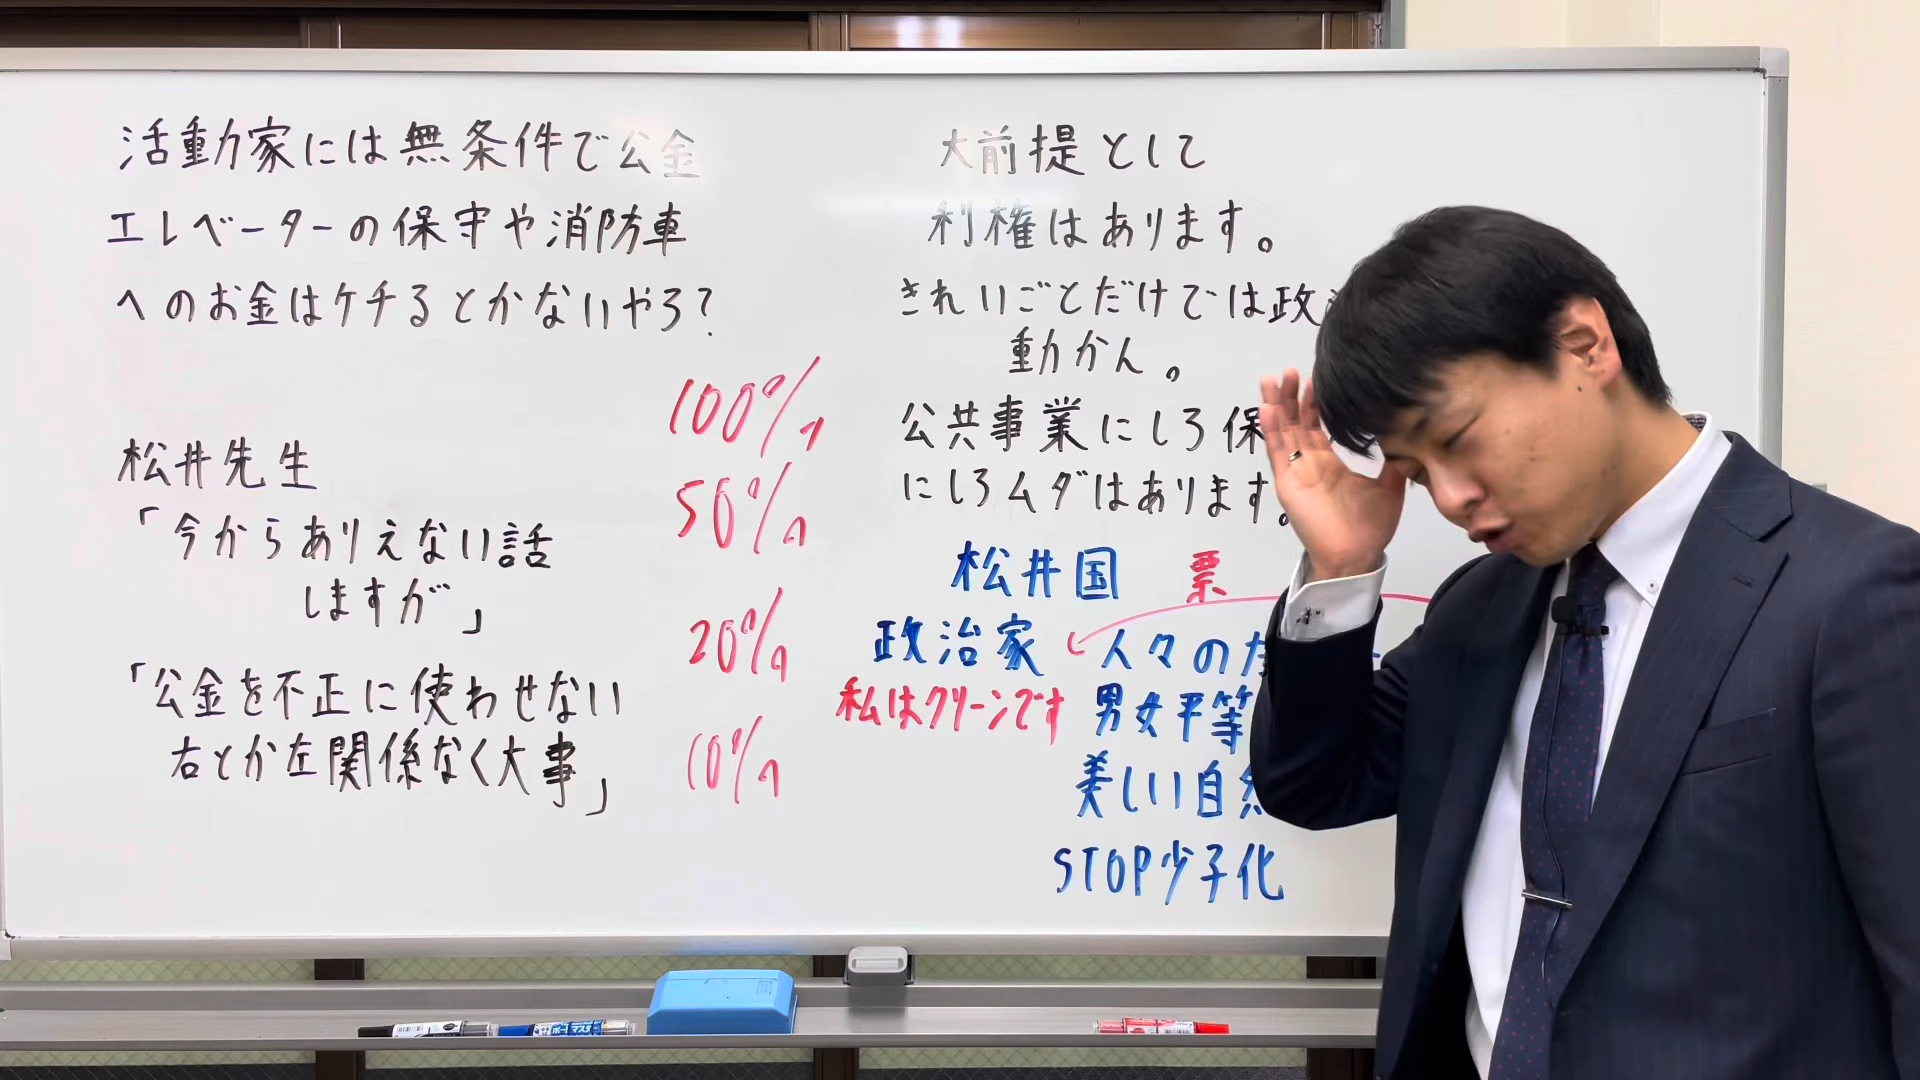 活動家には無条件で公金
エレベーターの保守や消防車
へのお金はケチるとかないやろ?
松井先生
「今からありえない話
しますが」
「公金を不正に使わせない
右とか左関係なく大事」
100%
50%
20%
10%
大前提として
利権はあります。
きれいごとだけでは政
動かん。
公共事業にしろ保
にしろムダはあります。
松井国
票
政治家
人々の
私はクリーンです
男女平等
美しい自然
STOP少子化